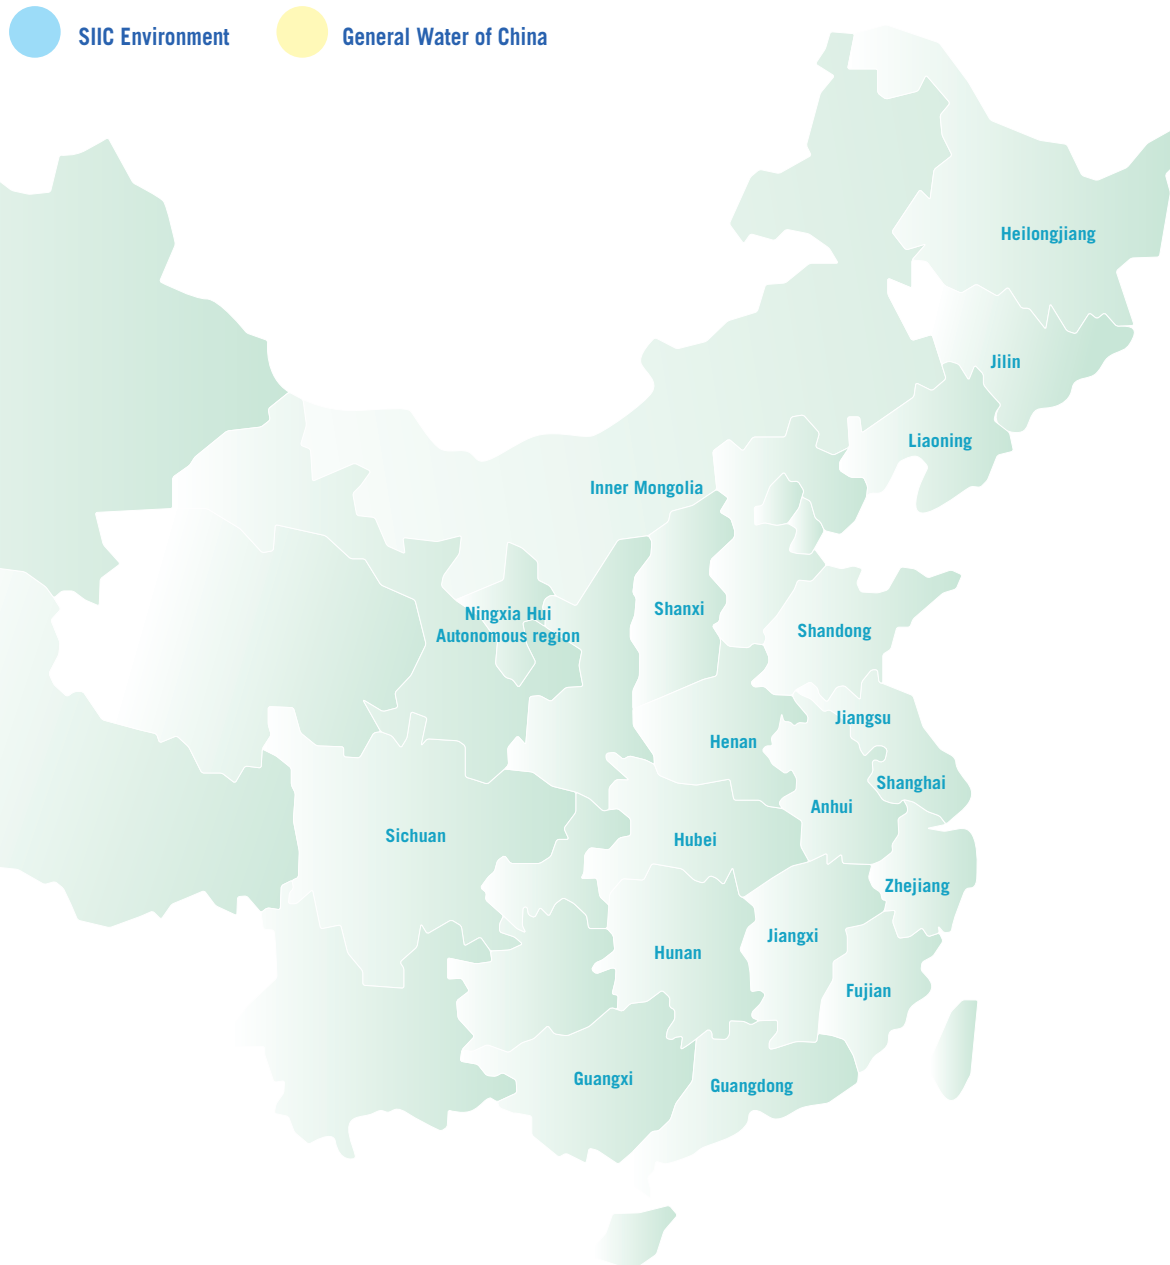 SIIC Environment
General Water of China
Heilongjiang
Jilin
Liaoning
Inner Mongolia
Shanxi
Ningxia Hui
Autonomous region
Shandong
Jiangsu
Henan
Shanghai
Anhui
Sichuan
Hubei
Zhejiang
Jiangxi
Hunan
Fujian
Guangxi
Guangdong